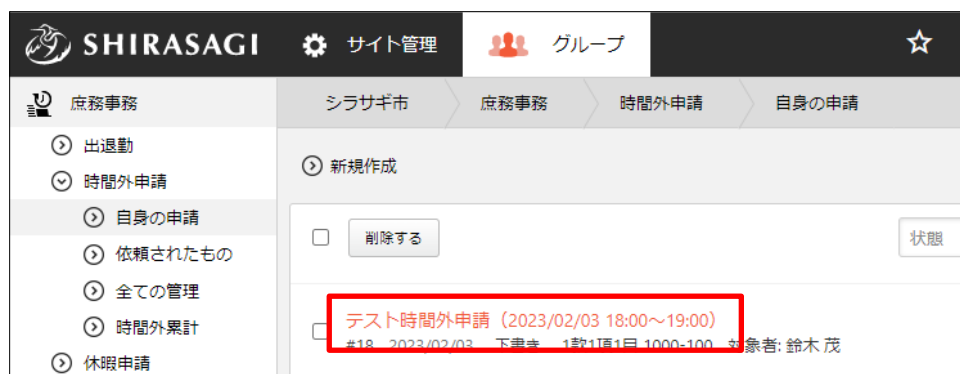 SHIRASAGI
サイト管理
グループ
庶務事務
シラサギ市
庶務事務
時間外申請
自身の申請
出退勤
時間外申請
自身の申請
依頼されたもの
全ての管理
時間外累計
休暇申請
新規作成
削除する
状態
テスト時間外申請（2023/02/03 18:00～19:00）
#18 2023/02/03 下書き 1款1項1目 1000-100 対象者: 鈴木 茂